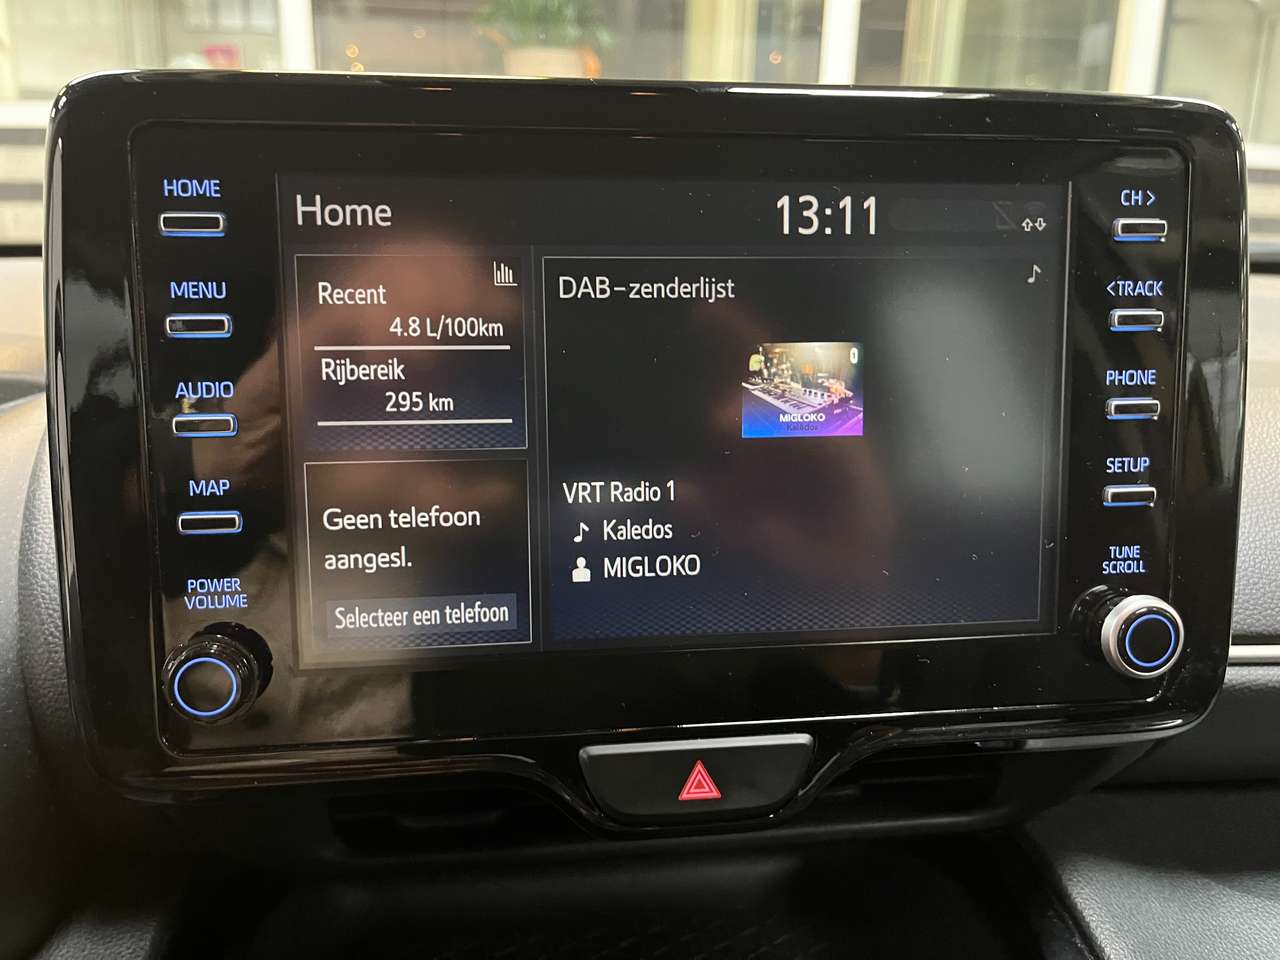 HOME
MENU
AUDIO
MAP
POWER
VOLUME
Home
13:11
Recent
4.8 L/100km
Rijbereik
295 km
Geen telefoon
aangesl.
Selecteer een telefoon
DAB-zenderlijst
MIGLOKO
Kaledos
VRT Radio 1
Kaledos
MIGLOKO
CH>
<TRACK
PHONE
SETUP
TUNE
SCROLL